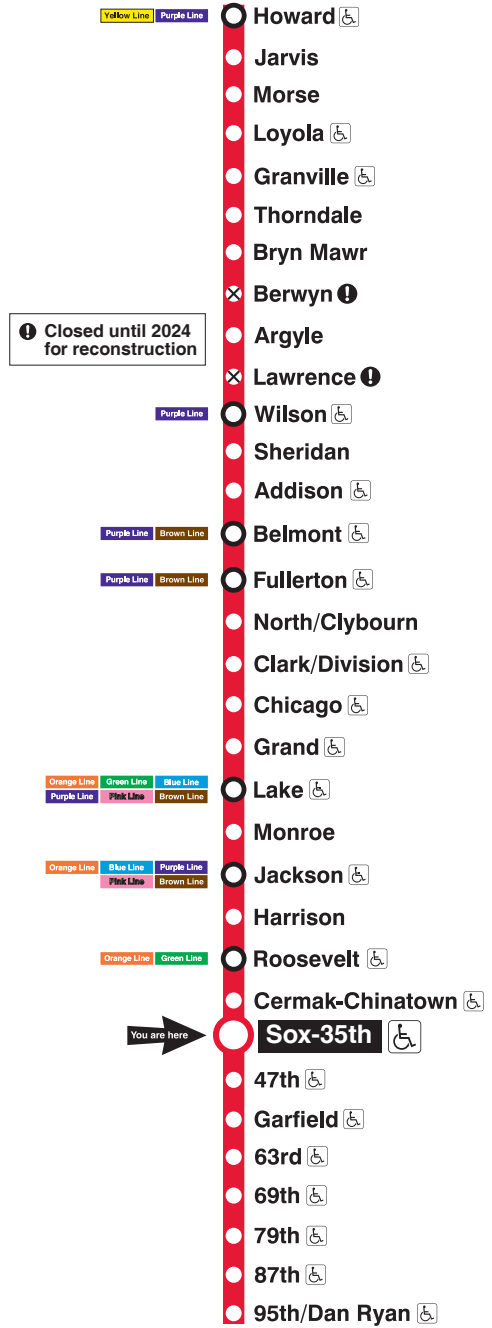 Yellow Line Purple Line Howard
Jarvis
Morse
Loyola
Granville
Thorndale
Bryn Mawr
Berwyn !
! Closed until 2024
for reconstruction
Argyle
Lawrence !
Purple Line Wilson
Sheridan
Addison
Purple Line Brown Line Belmont
Purple Line Brown Line Fullerton
North/Clybourn
Clark/Division
Chicago
Grand
Orange Line Green Line Blue Line
Purple Line Pink Line Brown Line
Lake
Monroe
Orange Line Blue Line Purple Line
Pink Line Brown Line
Jackson
Harrison
Orange Line Green Line Roosevelt
Cermak-Chinatown
You are here Sox-35th
47th
Garfield
63rd
69th
79th
87th
95th/Dan Ryan